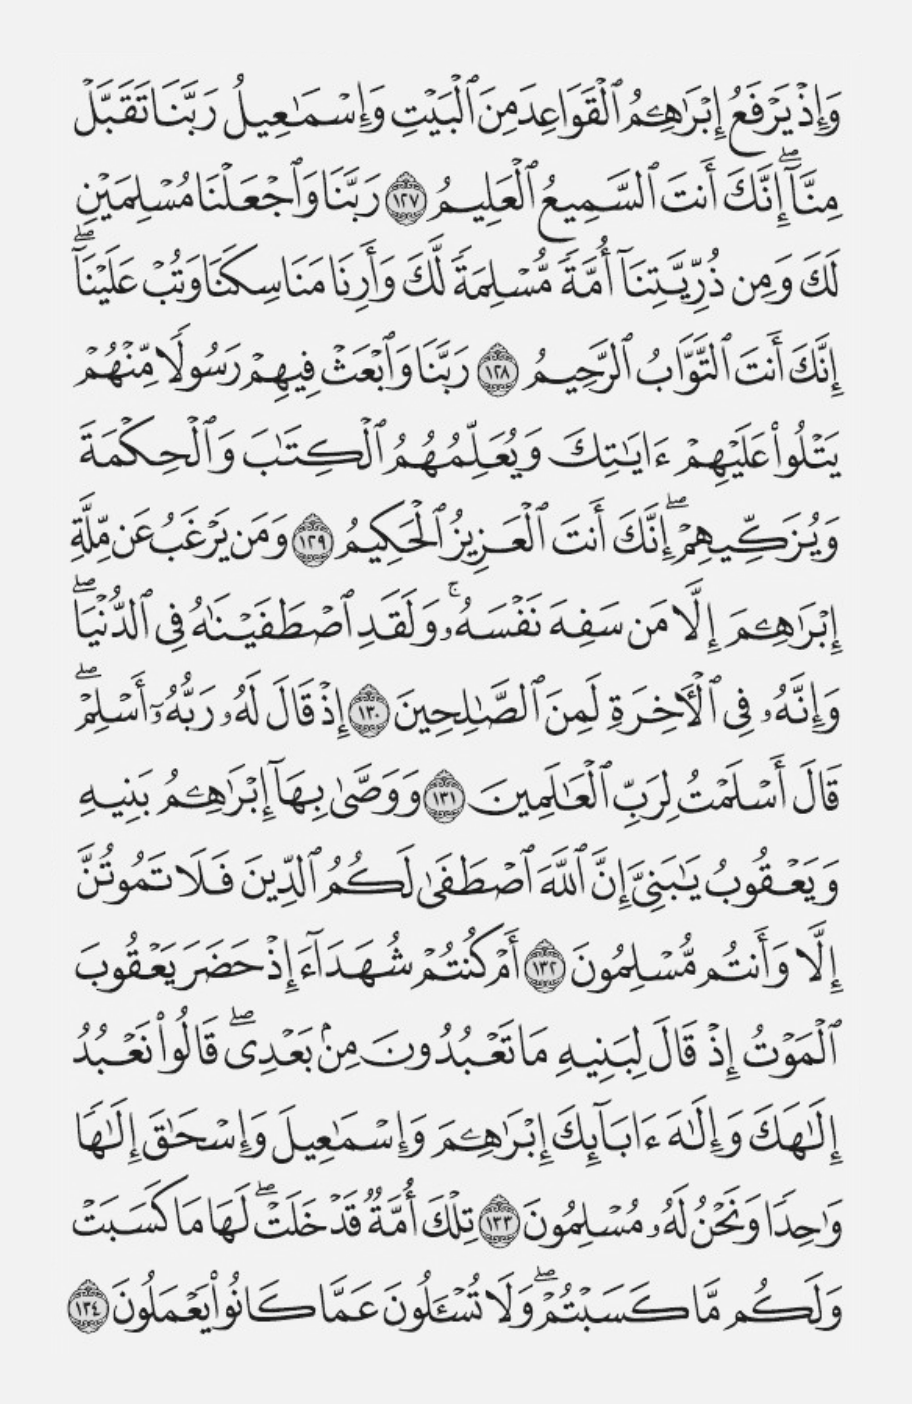 وَإِذْ يَرْفَعُ إِبْرَٰهِـۧمُ ٱلْقَوَاعِدَ مِنَ ٱلْبَيْتِ وَإِسْمَـٰعِيلُ رَبَّنَا تَقَبَّلْ
مِنَّآ ۖ إِنَّكَ أَنتَ ٱلسَّمِيعُ ٱلْعَلِيمُ ١٢٧ رَبَّنَا وَٱجْعَلْنَا مُسْلِمَيْنِ
لَكَ وَمِن ذُرِّيَّتِنَآ أُمَّةً مُّسْلِمَةً لَّكَ وَأَرِنَا مَنَاسِكَنَا وَتُبْ عَلَيْنَآ ۖ
إِنَّكَ أَنتَ ٱلتَّوَّابُ ٱلرَّحِيمُ ١٢٨ رَبَّنَا وَٱبْعَثْ فِيهِمْ رَسُولًا مِّنْهُمْ
يَتْلُوا۟ عَلَيْهِمْ ءَايَـٰتِكَ وَيُعَلِّمُهُمُ ٱلْكِتَـٰبَ وَٱلْحِكْمَةَ
وَيُزَكِّيهِمْ ۖ إِنَّكَ أَنتَ ٱلْعَزِيزُ ٱلْحَكِيمُ ١٢٩ وَمَن يَرْغَبُ عَن مِّلَّةِ
إِبْرَٰهِـۧمَ إِلَّا مَن سَفِهَ نَفْسَهُۥ ۚ وَلَقَدِ ٱصْطَفَيْنَـٰهُ فِى ٱلدُّنْيَا ۖ
وَإِنَّهُۥ فِى ٱلْـَٔاخِرَةِ لَمِنَ ٱلصَّـٰلِحِينَ ١٣٠ إِذْ قَالَ لَهُۥ رَبُّهُۥٓ أَسْلِمْ ۖ
قَالَ أَسْلَمْتُ لِرَبِّ ٱلْعَـٰلَمِينَ ١٣١ وَوَصَّىٰ بِهَآ إِبْرَٰهِـۧمُ بَنِيهِ
وَيَعْقُوبُ يَـٰبَنِىَّ إِنَّ ٱللَّهَ ٱصْطَفَىٰ لَكُمُ ٱلدِّينَ فَلَا تَمُوتُنَّ
إِلَّا وَأَنتُم مُّسْلِمُونَ ١٣٢ أَمْ كُنتُمْ شُهَدَآءَ إِذْ حَضَرَ يَعْقُوبَ
ٱلْمَوْتُ إِذْ قَالَ لِبَنِيهِ مَا تَعْبُدُونَ مِنۢ بَعْدِى ۖ قَالُوا۟ نَعْبُدُ
إِلَـٰهَكَ وَإِلَـٰهَ ءَابَآئِكَ إِبْرَٰهِـۧمَ وَإِسْمَـٰعِيلَ وَإِسْحَـٰقَ إِلَـٰهًا
وَٰحِدًا وَنَحْنُ لَهُۥ مُسْلِمُونَ ١٣٣ تِلْكَ أُمَّةٌ قَدْ خَلَتْ ۖ لَهَا مَا كَسَبَتْ
وَلَكُم مَّا كَسَبْتُمْ ۖ وَلَا تُسْـَٔلُونَ عَمَّا كَانُوا۟ يَعْمَلُونَ ١٣٤